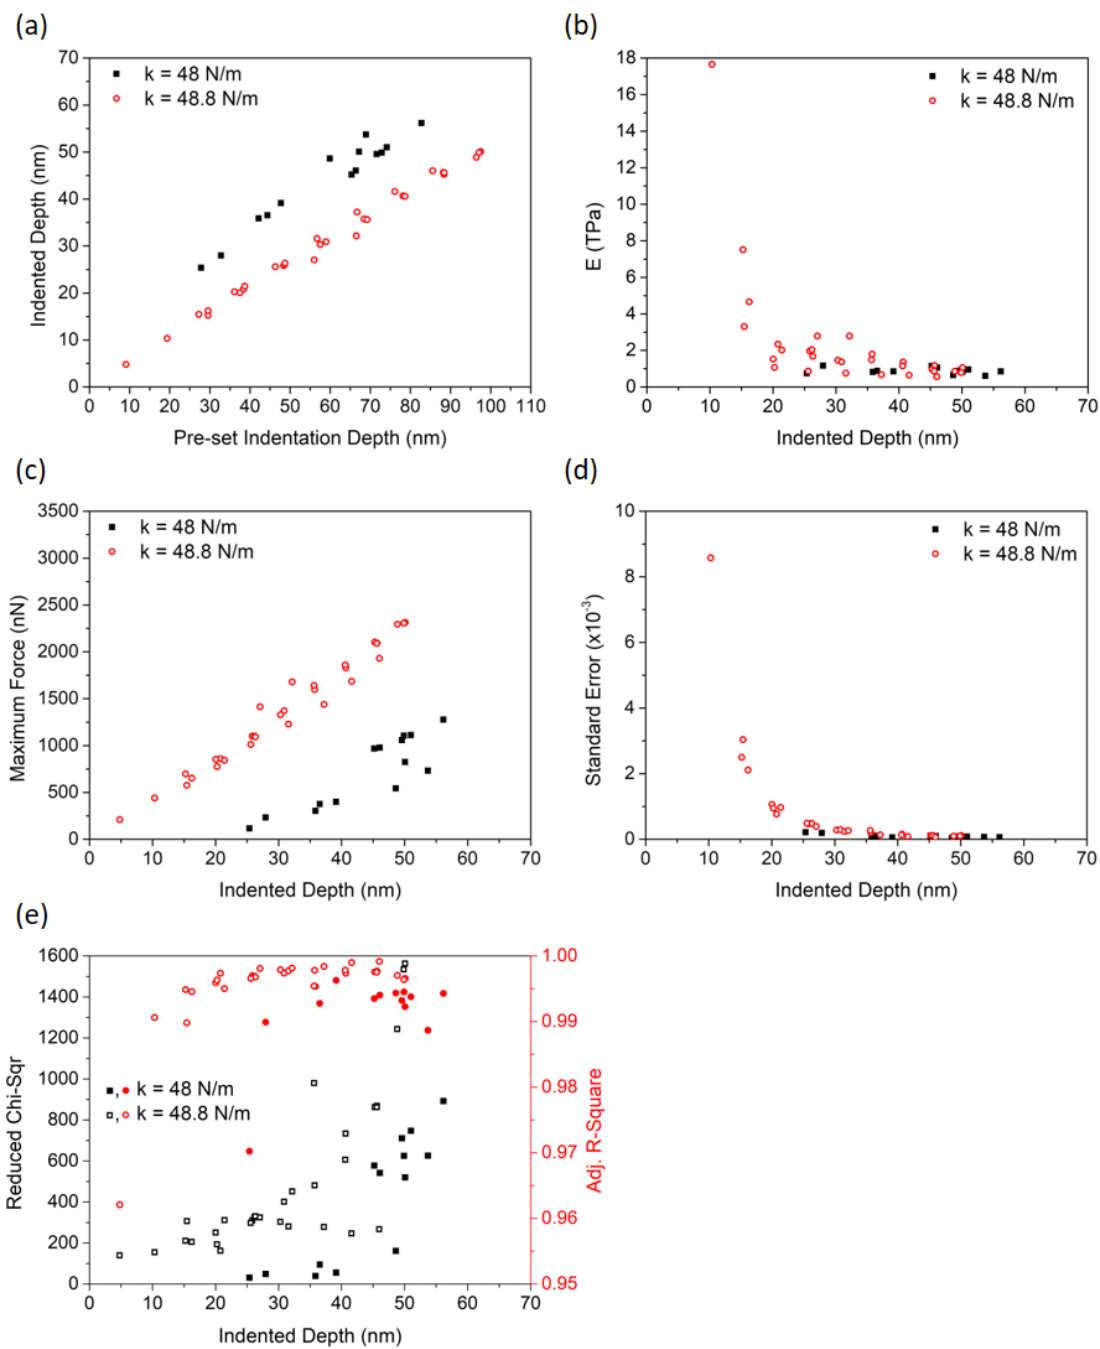 (a)
70
60
50
40
30
20
10
0
0 10 20 30 40 50 60 70 80 90 100 110
Indented Depth (nm)
Pre-set Indentation Depth (nm)
k = 48 N/m
k = 48.8 N/m
(b)
18
16
14
12
10
8
6
4
2
0
0 10 20 30 40 50 60 70
E (TPa)
Indented Depth (nm)
k = 48 N/m
k = 48.8 N/m
(c)
3500
3000
2500
2000
1500
1000
500
0
0 10 20 30 40 50 60 70
Maximum Force (nN)
Indented Depth (nm)
k = 48 N/m
k = 48.8 N/m
(d)
10
8
6
4
2
0
0 10 20 30 40 50 60 70
Standard Error (x10⁻³)
Indented Depth (nm)
k = 48 N/m
k = 48.8 N/m
(e)
1600
1400
1200
1000
800
600
400
200
0
0 10 20 30 40 50 60 70
1.00
0.99
0.98
0.97
0.96
0.95
Reduced Chi-Sqr
Adj. R-Square
Indented Depth (nm)
, k = 48 N/m
, k = 48.8 N/m